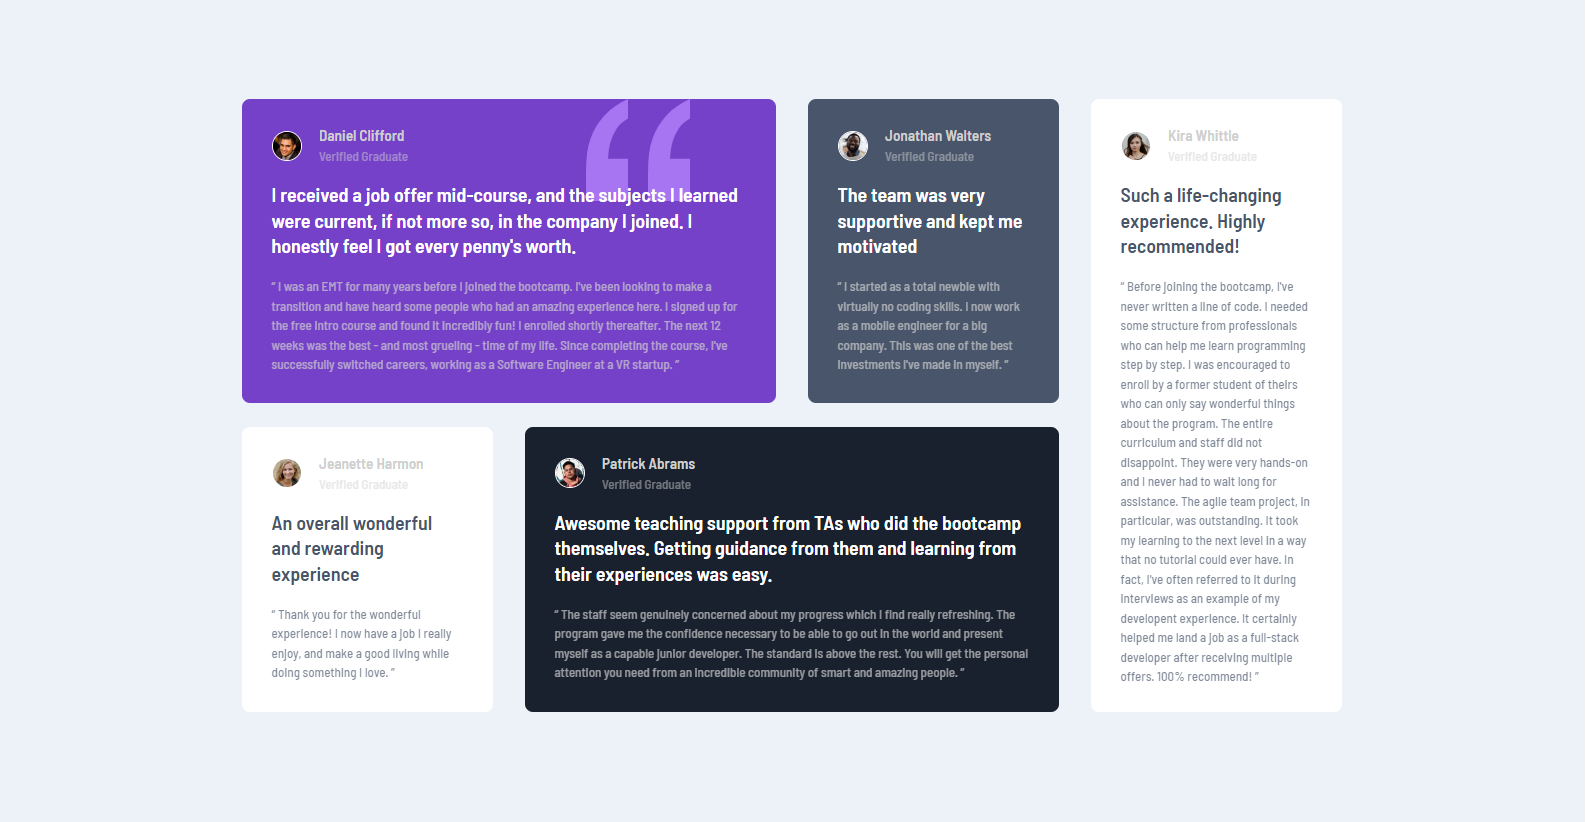 Daniel Clifford
Verified Graduate
I received a job offer mid-course, and the subjects I learned
were current, if not more so, in the company I joined. I
honestly feel I got every penny's worth.
“ I was an EMT for many years before I joined the bootcamp. I've been looking to make a
transition and have heard some people who had an amazing experience here. I signed up for
the free intro course and found it incredibly fun! I enrolled shortly thereafter. The next 12
weeks was the best - and most grueling - time of my life. Since completing the course, I've
successfully switched careers, working as a Software Engineer at a VR startup. ”
Jonathan Walters
Verified Graduate
The team was very
supportive and kept me
motivated
“ I started as a total newbie with
virtually no coding skills. I now work
as a mobile engineer for a big
company. This was one of the best
investments I've made in myself. ”
Kira Whittle
Verified Graduate
Such a life-changing
experience. Highly
recommended!
“ Before joining the bootcamp, I've
never written a line of code. I needed
some structure from professionals
who can help me learn programming
step by step. I was encouraged to
enroll by a former student of theirs
who can only say wonderful things
about the program. The entire
curriculum and staff did not
disappoint. They were very hands-on
and I never had to wait long for
assistance. The agile team project, in
particular, was outstanding. It took
my learning to the next level in a way
that no tutorial could ever have. In
fact, I've often referred to it during
interviews as an example of my
developent experience. It certainly
helped me land a job as a full-stack
developer after receiving multiple
offers. 100% recommend! ”
Jeanette Harmon
Verified Graduate
An overall wonderful
and rewarding
experience
“ Thank you for the wonderful
experience! I now have a job I really
enjoy, and make a good living while
doing something I love. ”
Patrick Abrams
Verified Graduate
Awesome teaching support from TAs who did the bootcamp
themselves. Getting guidance from them and learning from
their experiences was easy.
“ The staff seem genuinely concerned about my progress which I find really refreshing. The
program gave me the confidence necessary to be able to go out in the world and present
myself as a capable junior developer. The standard is above the rest. You will get the personal
attention you need from an incredible community of smart and amazing people. ”